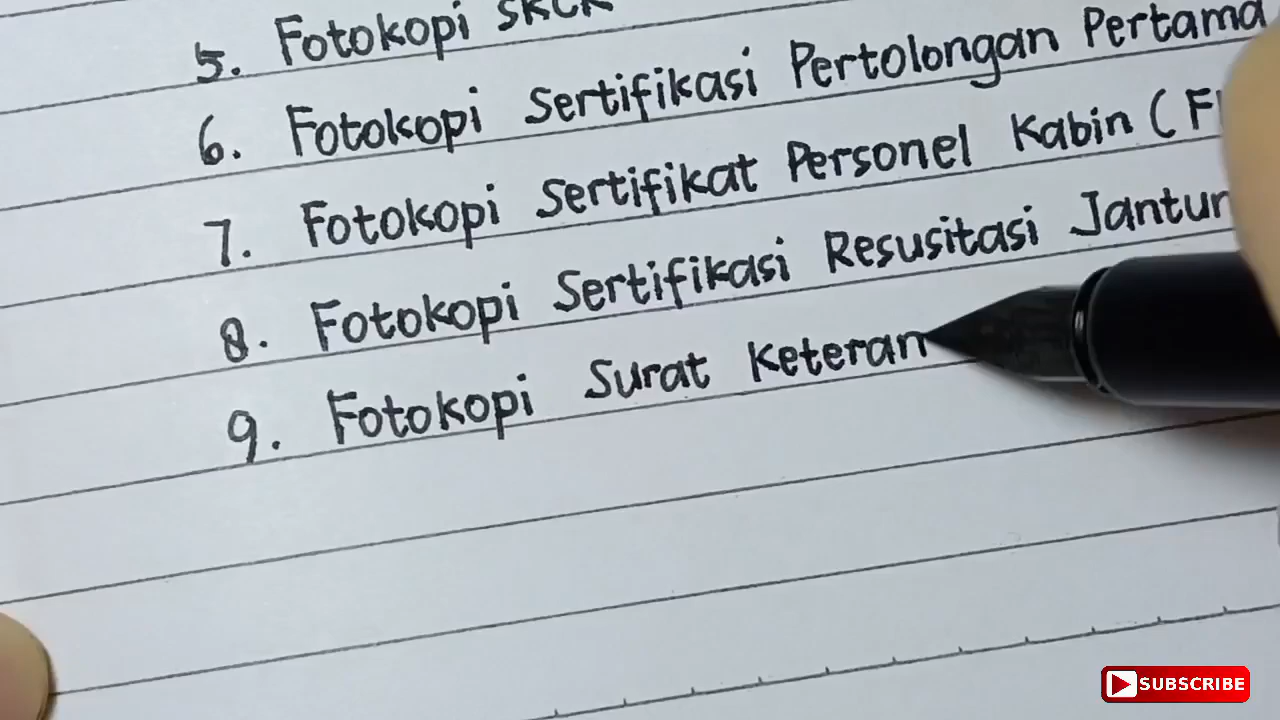 5. Fotokopi SKCK
6. Fotokopi Sertifikasi Pertolongan Pertama
7. Fotokopi Sertifikat Personel Kabin (
8. Fotokopi Sertifikasi Resusitasi
9. Fotokopi Surat
SUBSCRIBE